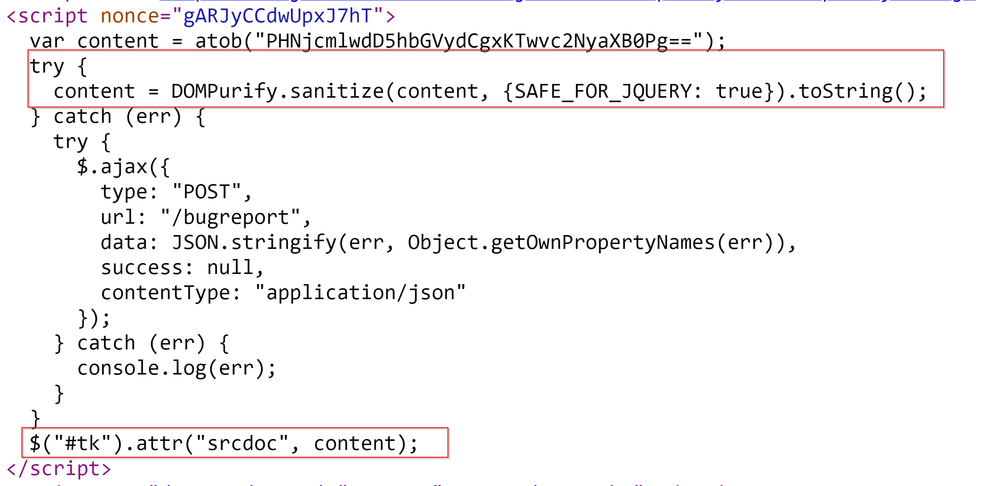 <script nonce="gARJyCCdwUpxJ7hT">
var content = atob("PHNjcmlwdD5hbGVydCgxKTwvc2NyaXB0Pg==");
try {
content = DOMPurify.sanitize(content, {SAFE_FOR_JQUERY: true}).toString();
} catch (err) {
try {
$.ajax({
type: "POST",
url: "/bugreport",
data: JSON.stringify(err, Object.getOwnPropertyNames(err)),
success: null,
contentType: "application/json"
});
} catch (err) {
console.log(err);
}
}
$("#tk").attr("srcdoc", content);
</script>